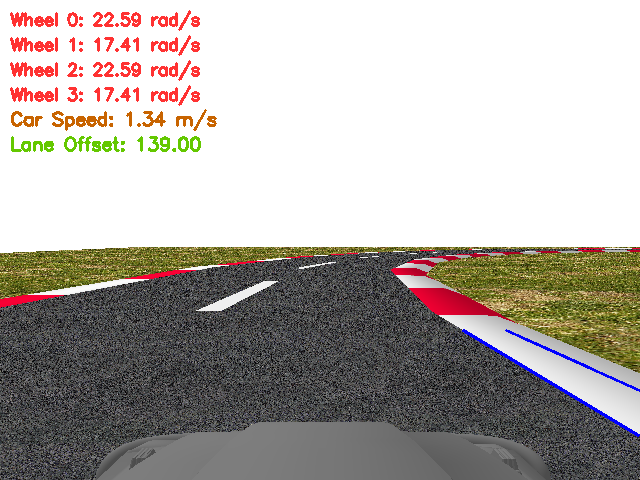 Wheel 0: 22.59 rad/s
Wheel 1: 17.41 rad/s
Wheel 2: 22.59 rad/s
Wheel 3: 17.41 rad/s
Car Speed: 1.34 m/s
Lane Offset: 139.00